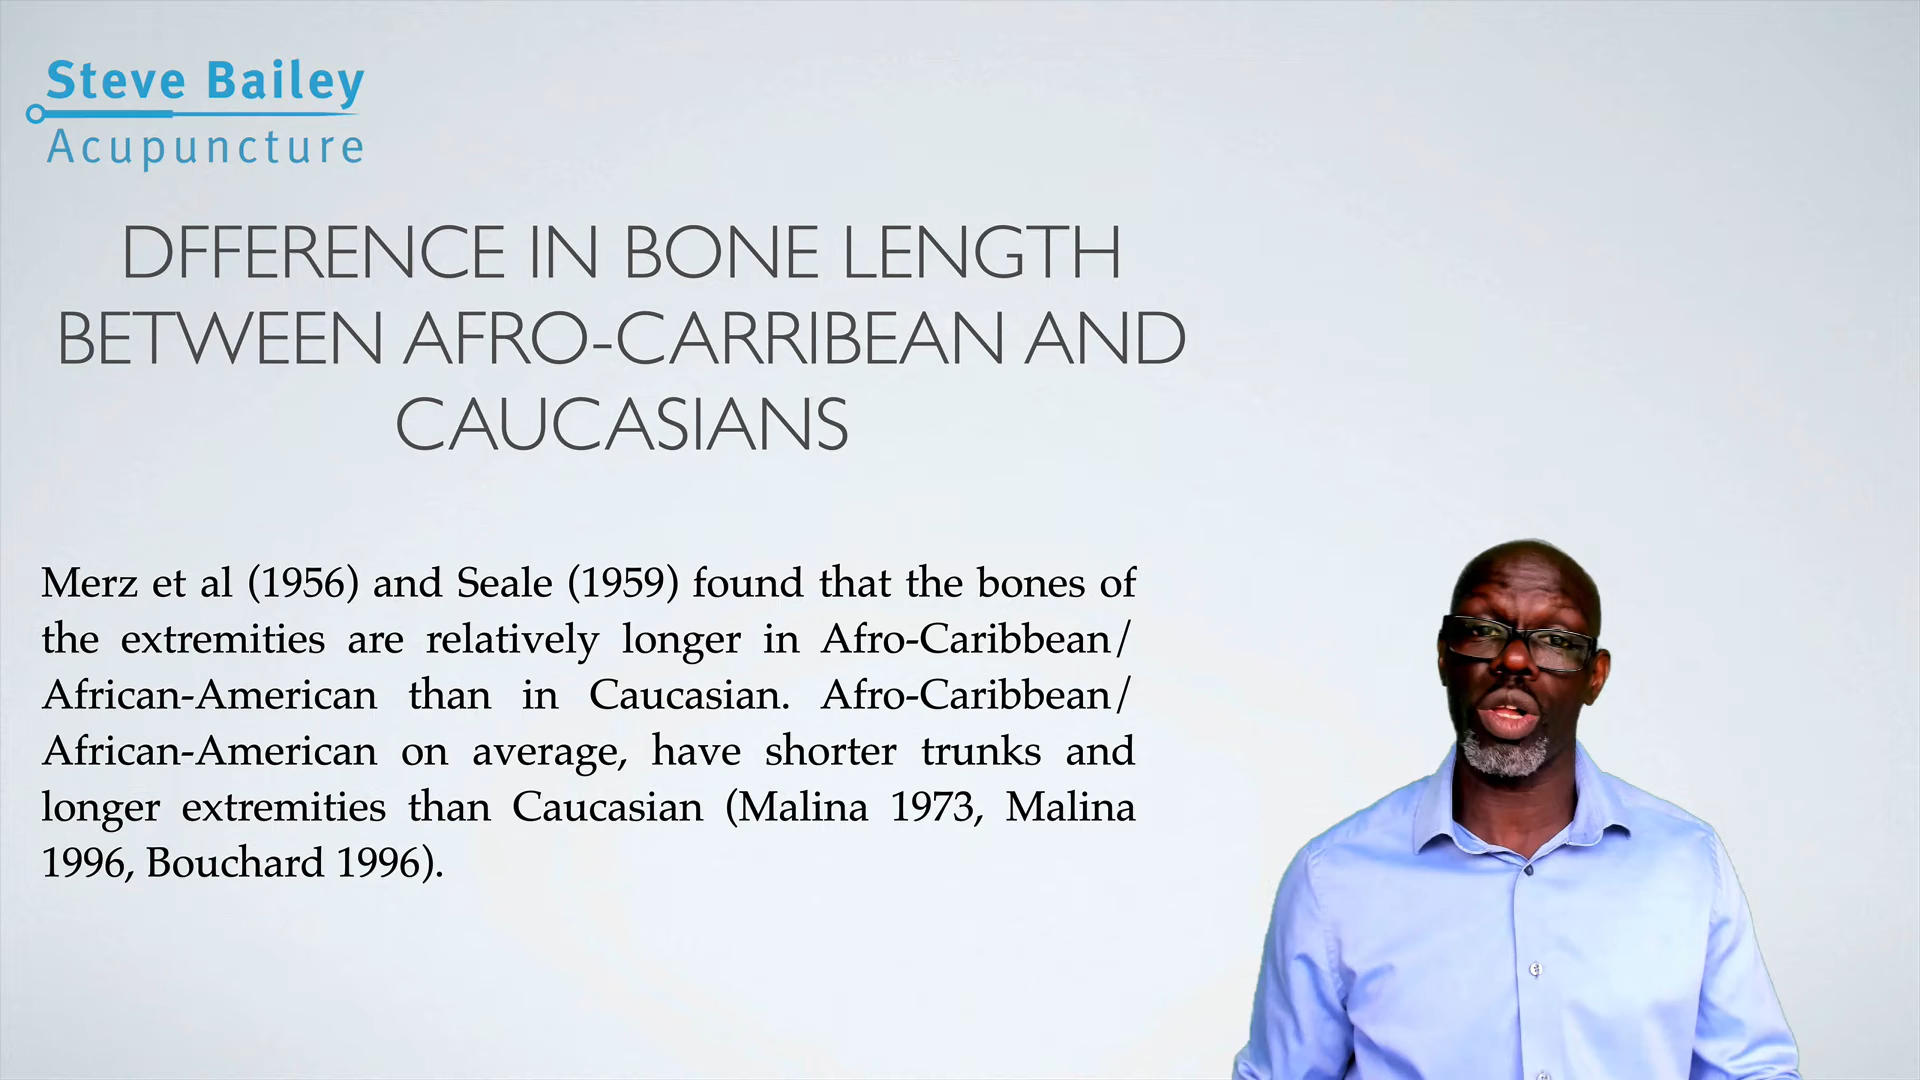 Steve Bailey
Acupuncture
DFFERENCE IN BONE LENGTH
BETWEEN AFRO-CARRIBEAN AND
CAUCASIANS
Merz et al (1956) and Seale (1959) found that the bones of
the extremities are relatively longer in Afro-Caribbean/
African-American than in Caucasian. Afro-Caribbean/
African-American on average, have shorter trunks and
longer extremities than Caucasian (Malina 1973, Malina
1996, Bouchard 1996).